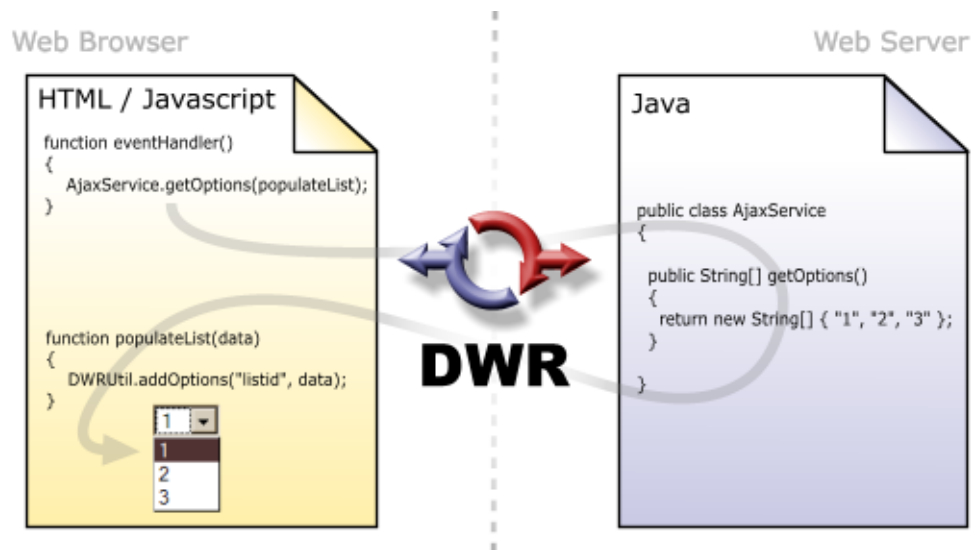 Web Browser
Web Server
HTML / Javascript
function eventHandler()
{
AjaxService.getOptions(populateList);
}
function populateList(data)
{
DWRUtil.addOptions("listid", data);
}
1
1
2
3
DWR
Java
public class AjaxService
{
public String[] getOptions()
{
return new String[] { "1", "2", "3" };
}
}